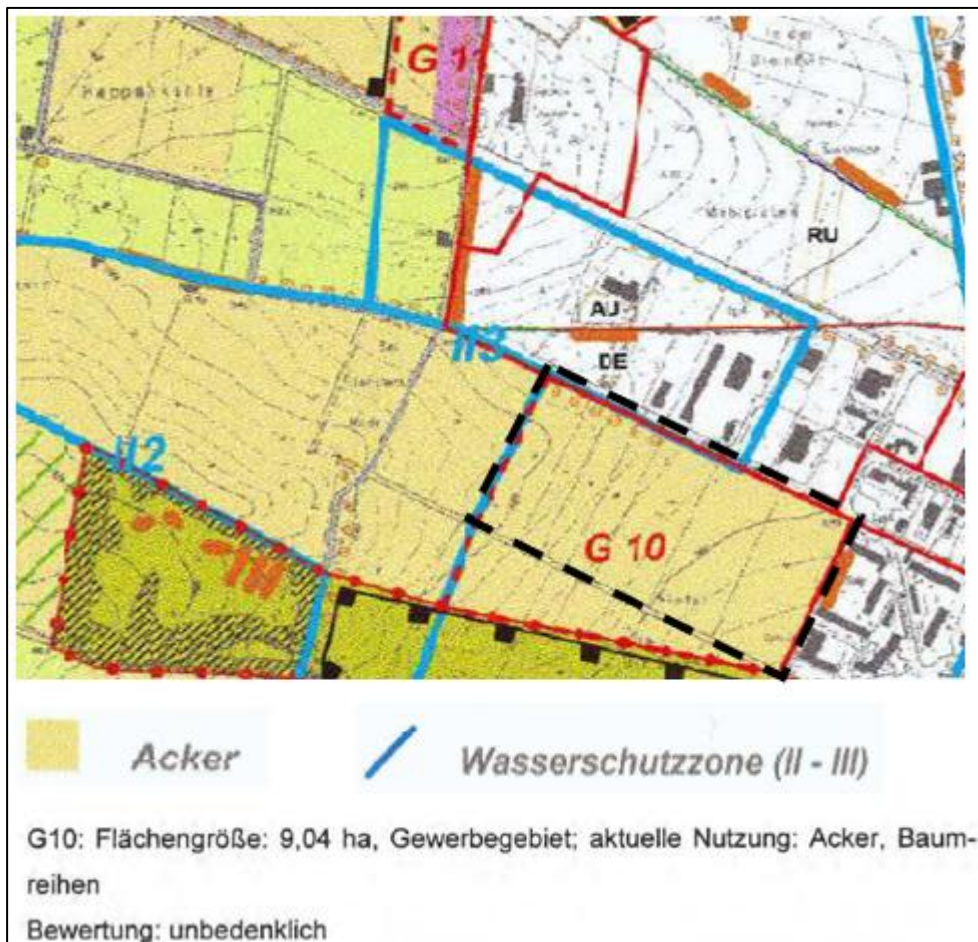 G 11
RU
AU
II3
DE
II2
G 10
Acker
Wasserschutzzone (II - III)
G10: Flächengröße: 9,04 ha, Gewerbegebiet; aktuelle Nutzung: Acker, Baum-
reihen
Bewertung: unbedenklich